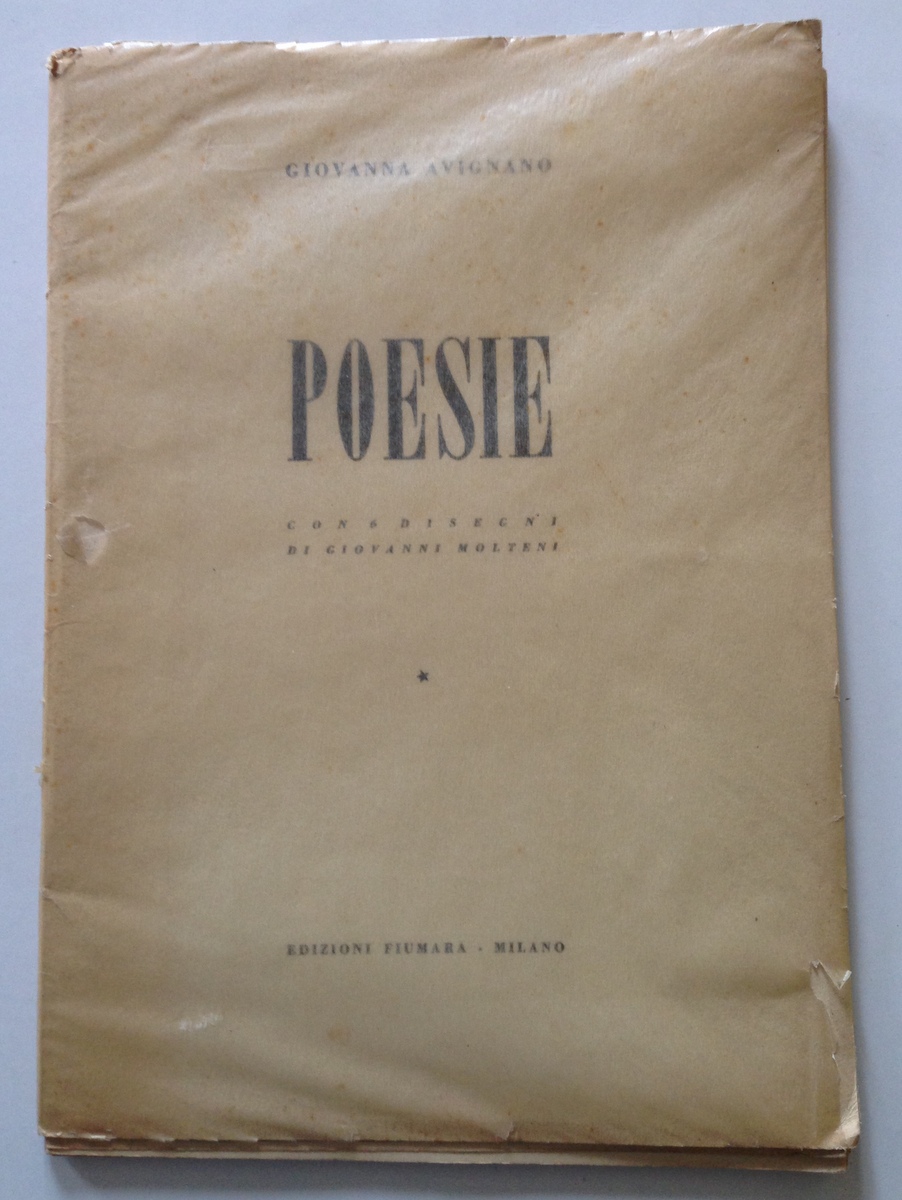 GIOVANNA AVIGNANO
POESIE
CON 6 DISEGNI
DI GIOVANNI MOLTENI
EDIZIONI FIUMARA - MILANO